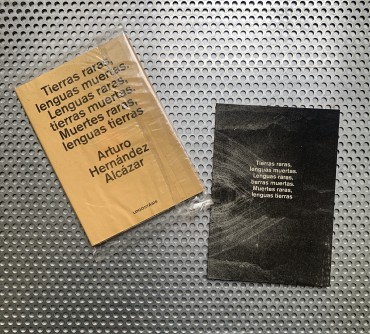 Tierras raras,
lenguas muertas.
Lenguas raras,
tierras muertas.
Muertes raras,
lenguas tierras
Arturo
Hernández
Alcázar
Tierras raras,
lenguas muertas.
Lenguas raras,
tierras muertas.
Muertes raras,
lenguas tierras